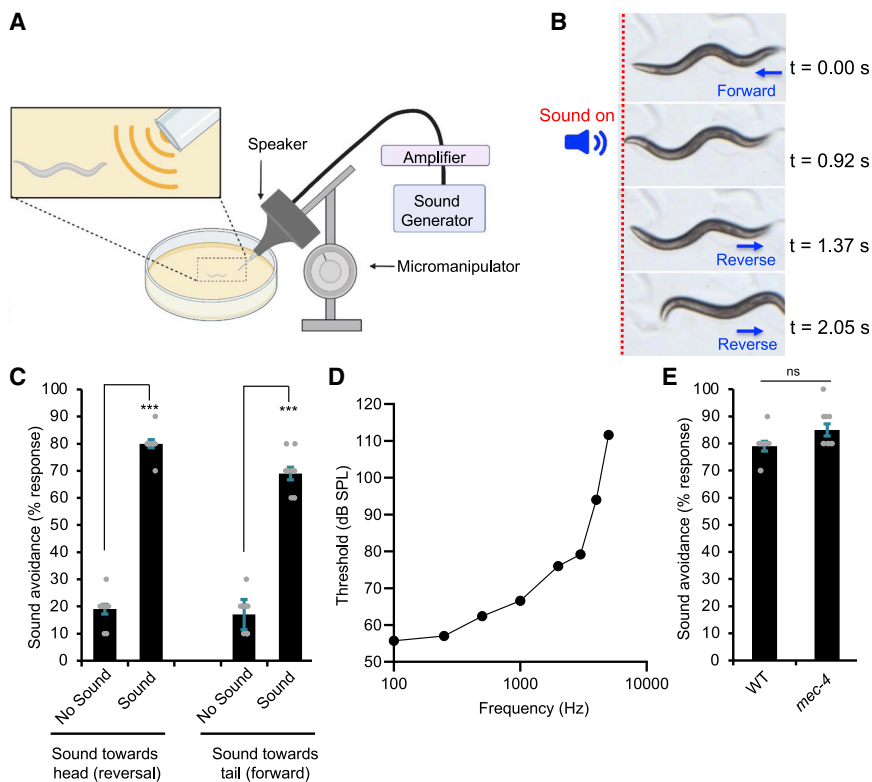 A
Speaker
Amplifier
Sound
Generator
Micromanipulator
B
Sound on
Forward
t = 0.00 s
t = 0.92 s
Reverse
t = 1.37 s
Reverse
t = 2.05 s
C
Sound avoidance (% response)
100
90
80
70
60
50
40
30
20
10
0
***
***
No Sound
Sound
No Sound
Sound
Sound towards
head (reversal)
Sound towards
tail (forward)
D
Threshold (dB SPL)
120
110
100
90
80
70
60
50
100
1000
10000
Frequency (Hz)
E
Sound avoidance (% response)
100
90
80
70
60
50
40
30
20
10
0
ns
WT
mec-4